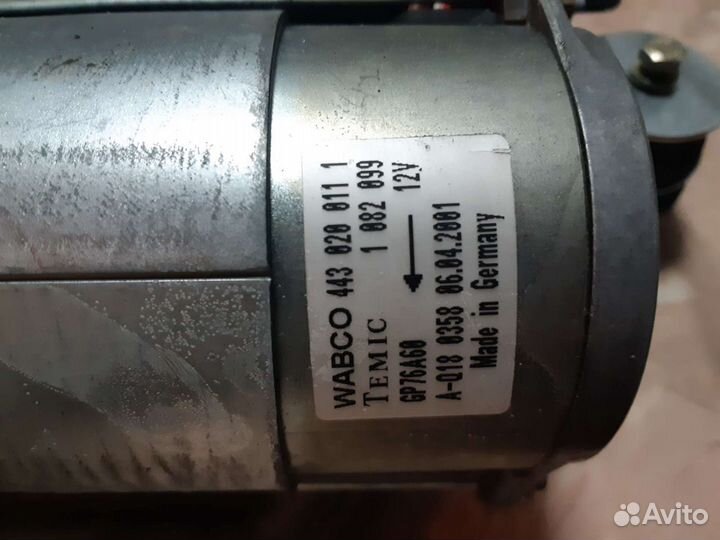 WABCO 443 020 011 1
TEMIC 1 082 099
GP76A60 12V
A-Q18 0358 06.04.2001
Made in Germany
Avito